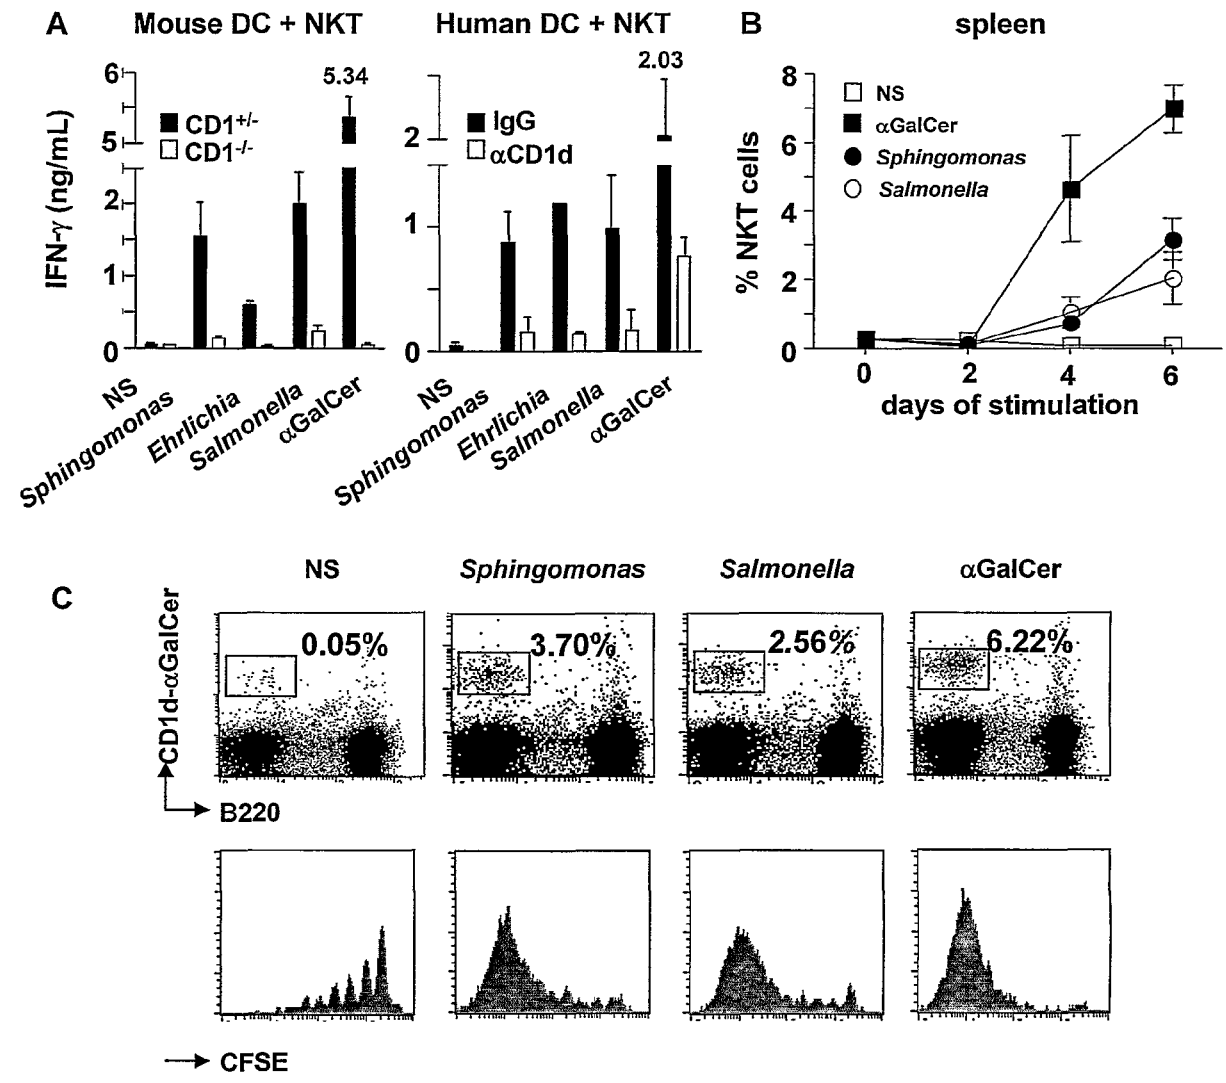 A
Mouse DC + NKT
Human DC + NKT
B
spleen
IFN-γ (ng/mL)
6
5
2
1
0
5.34
CD1+/-
CD1-/-
NS
Sphingomonas
Ehrlichia
Salmonella
αGalCer
2
1
0
2.03
IgG
αCD1d
NS
Sphingomonas
Ehrlichia
Salmonella
αGalCer
% NKT cells
8
6
4
2
0
NS
αGalCer
Sphingomonas
Salmonella
0 2 4 6
days of stimulation
C
NS
Sphingomonas
Salmonella
αGalCer
CD1d-αGalCer
0.05%
3.70%
2.56%
6.22%
B220
CFSE